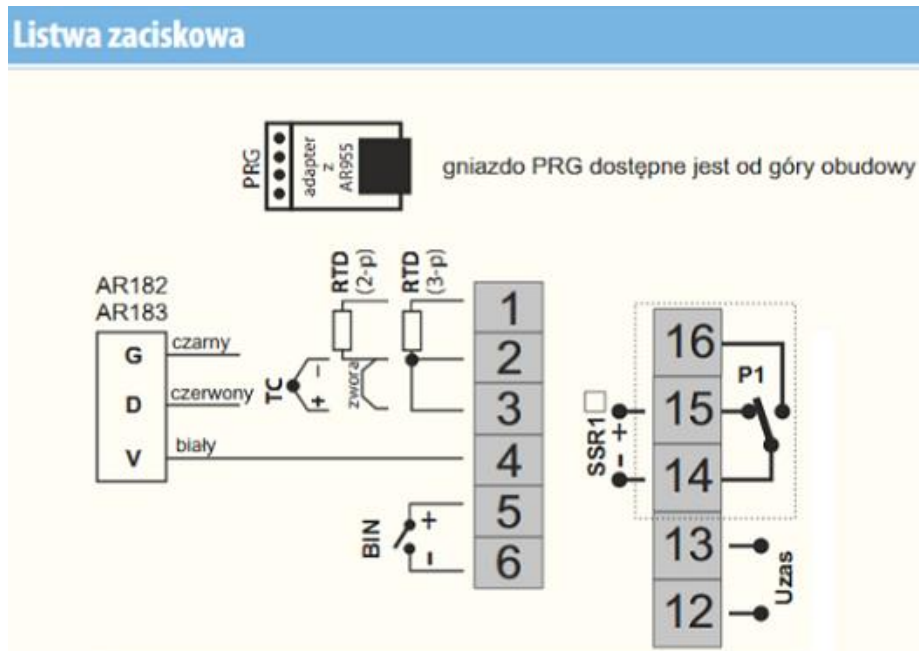 Listwa zaciskowa
PRG
adapter
z
AR955
gniazdo PRG dostępne jest od góry obudowy
AR182
AR183
G
czarny
D
czerwony
V
biały
TC
–
+
RTD
(2-p)
zwora
RTD
(3-p)
1
2
3
4
5
6
BIN
+
-
SSR1
+
-
16
15
14
13
12
P1
Uzas